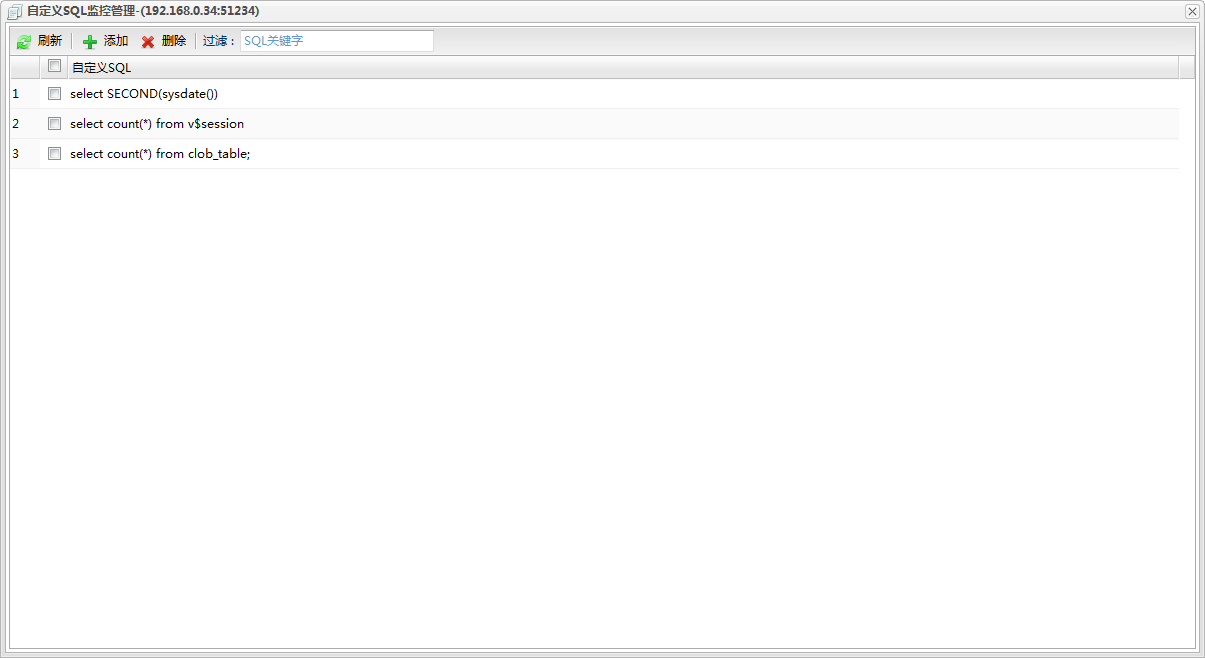 自定义SQL监控管理-(192.168.0.34:51234)
刷新 添加 删除 过滤： SQL关键字
自定义SQL
1 select SECOND(sysdate())
2 select count(*) from v$session
3 select count(*) from clob_table;